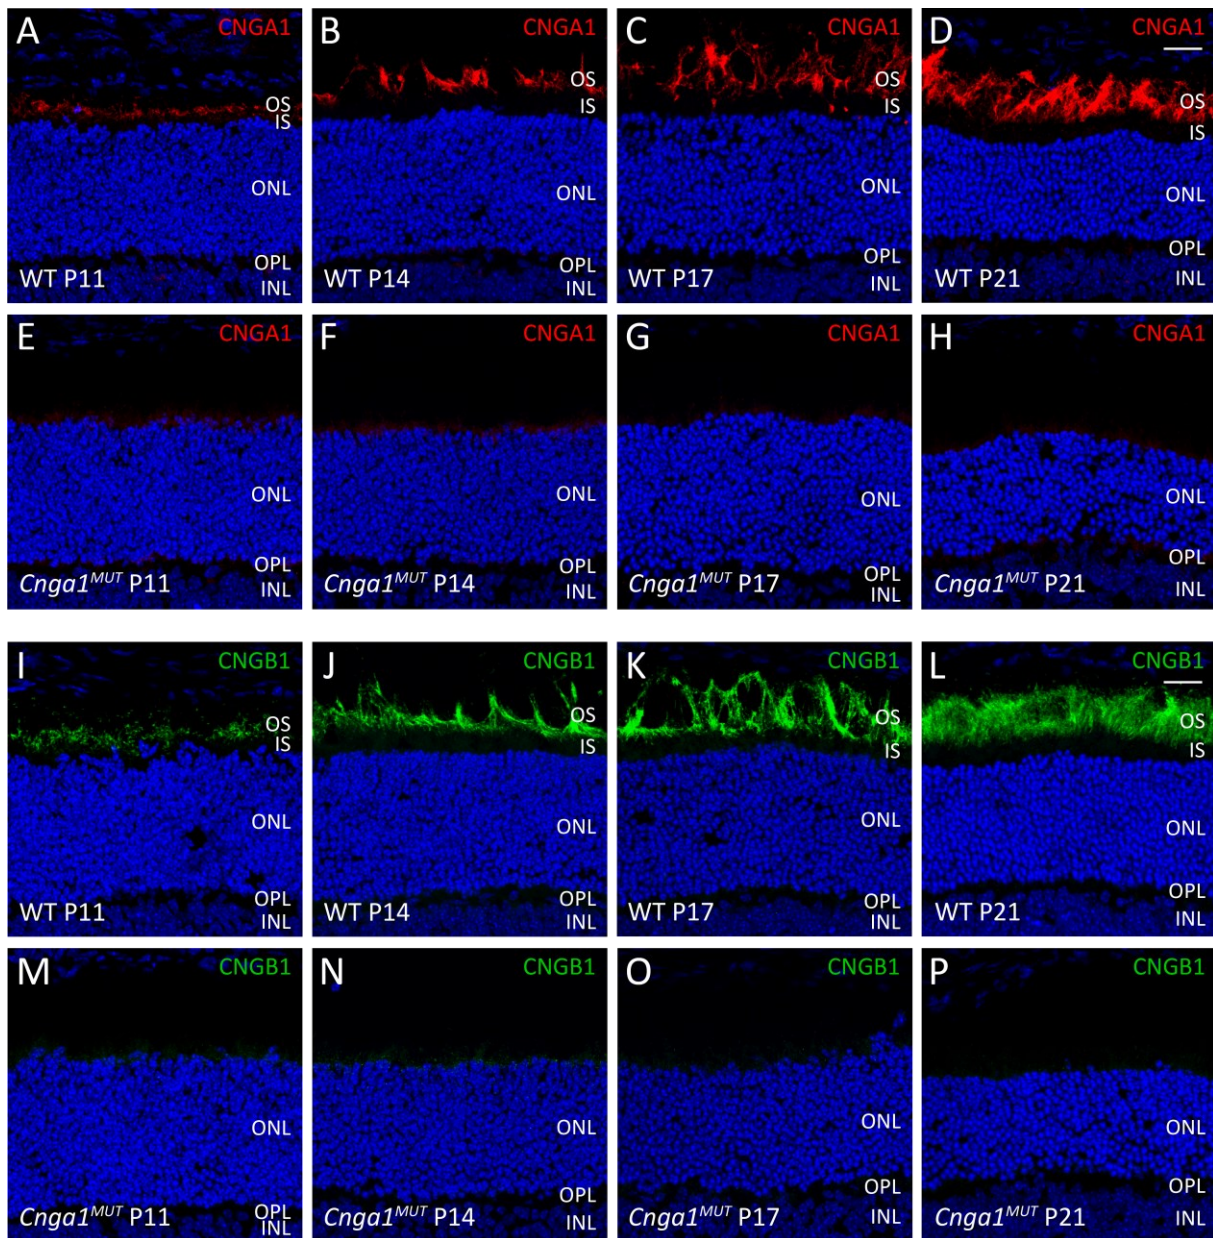 A CNGA1
OS
IS
ONL
OPL
WT P11 INL
B CNGA1
OS
IS
ONL
OPL
WT P14 INL
C CNGA1
OS
IS
ONL
OPL
WT P17 INL
D CNGA1
OS
IS
ONL
OPL
WT P21 INL
E CNGA1
ONL
OPL
Cnga1MUT P11 INL
F CNGA1
ONL
OPL
Cnga1MUT P14 INL
G CNGA1
ONL
OPL
Cnga1MUT P17 INL
H CNGA1
ONL
OPL
Cnga1MUT P21 INL
I CNGB1
OS
IS
ONL
OPL
WT P11 INL
J CNGB1
OS
IS
ONL
OPL
WT P14 INL
K CNGB1
OS
IS
ONL
OPL
WT P17 INL
L CNGB1
OS
IS
ONL
OPL
WT P21 INL
M CNGB1
ONL
OPL
Cnga1MUT P11 INL
N CNGB1
ONL
OPL
Cnga1MUT P14 INL
O CNGB1
ONL
OPL
Cnga1MUT P17 INL
P CNGB1
ONL
OPL
Cnga1MUT P21 INL